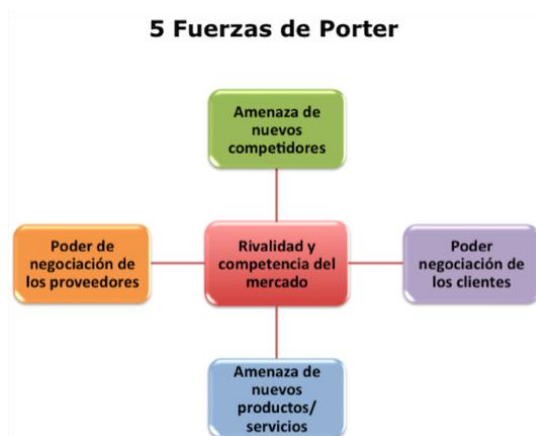 5 Fuerzas de Porter
Amenaza de
nuevos
competidores
Poder de
negociación de
los proveedores
Rivalidad y
competencia del
mercado
Poder
negociación de
los clientes
Amenaza de
nuevos
productos/
servicios